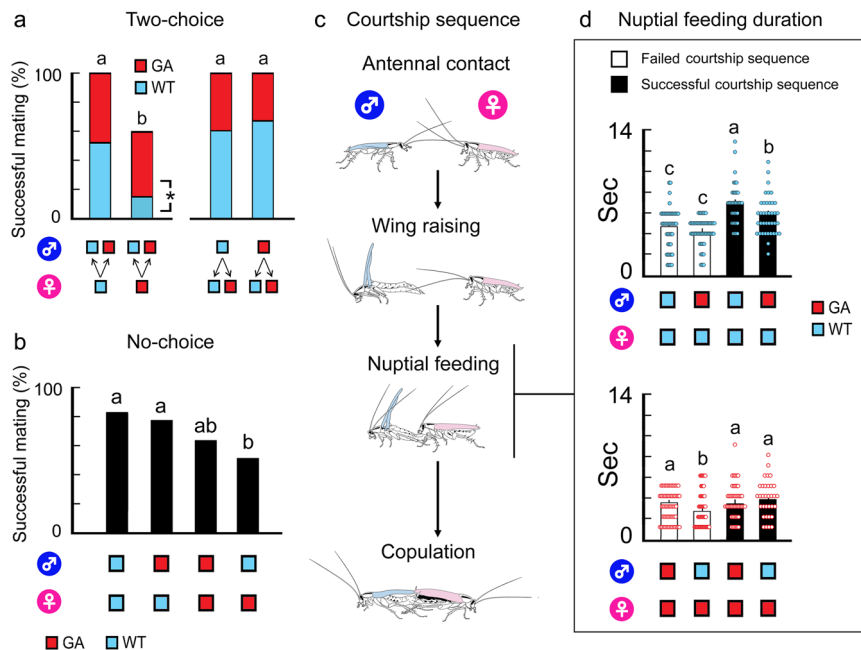 a
Two-choice
GA
WT
Successful mating (%)
100
0
a
b
*
a
a
♂
♀
b
No-choice
Successful mating (%)
100
0
a
a
ab
b
♂
♀
GA
WT
c
Courtship sequence
Antennal contact
♂
♀
Wing raising
Nuptial feeding
Copulation
d
Nuptial feeding duration
Failed courtship sequence
Successful courtship sequence
Sec
14
0
c
c
a
b
♂
♀
GA
WT
Sec
14
0
a
b
a
a
♂
♀